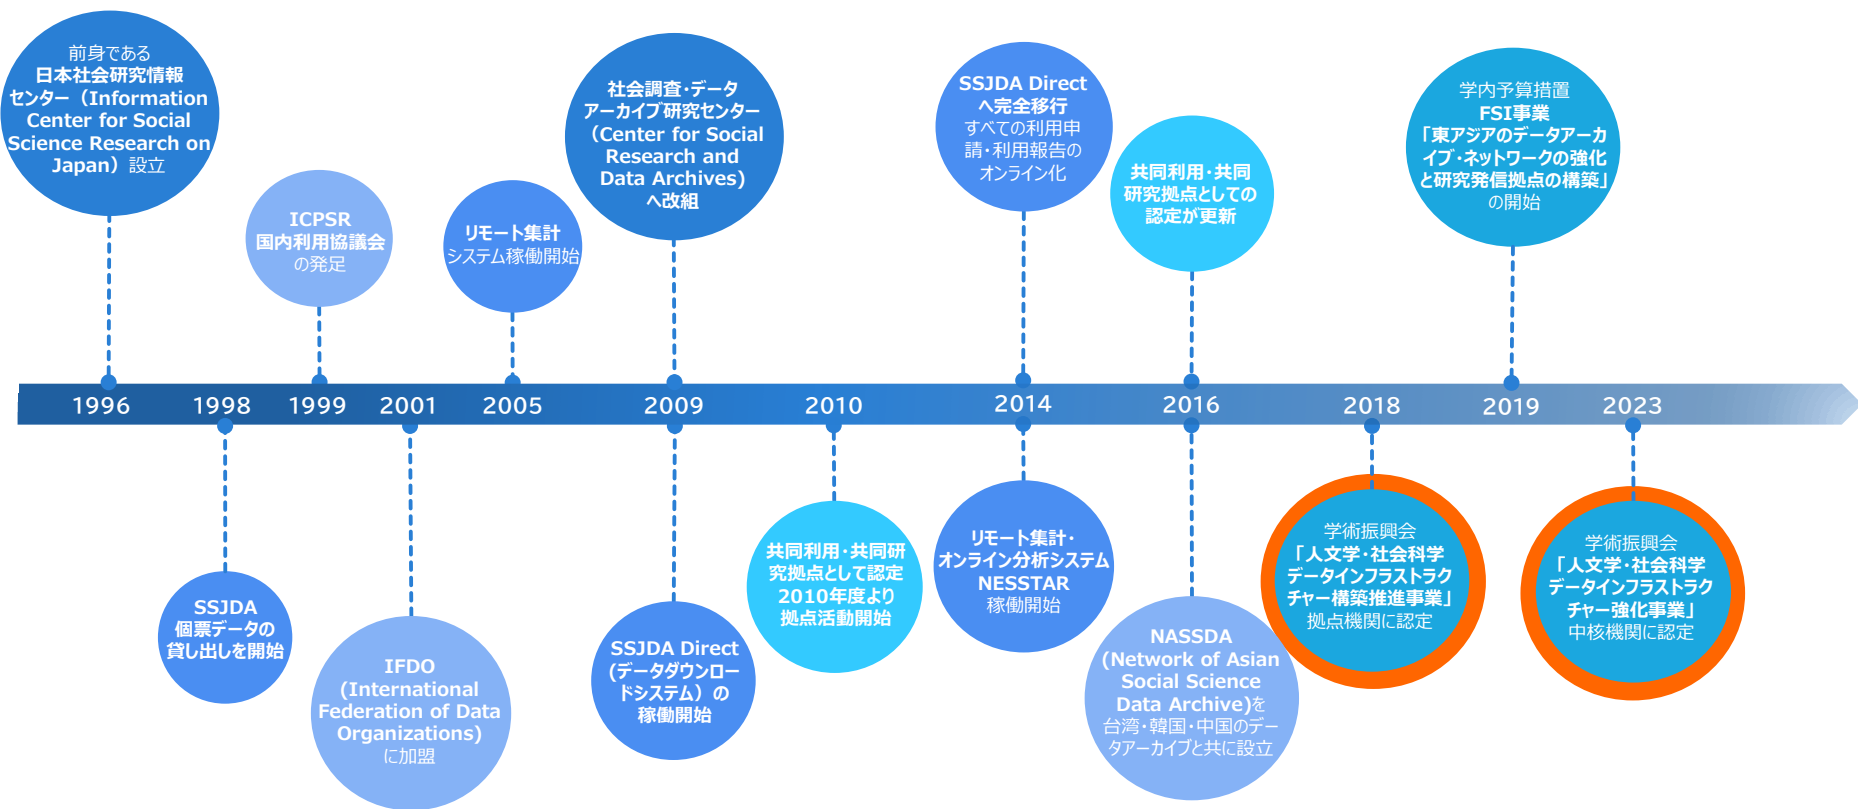 前身である
日本社会研究情報
センター（Information
Center for Social
Science Research on
Japan）設立
ICPSR
国内利用協議会
の発足
リモート集計
システム稼働開始
社会調査・データ
アーカイブ研究センター
（Center for Social
Research and
Data Archives)
へ改組
SSJDA Direct
へ完全移行
すべての利用申
請・利用報告の
オンライン化
共同利用・共同
研究拠点としての
認定が更新
学内予算措置
FSI事業
「東アジアのデータアーカ
イブ・ネットワークの強化
と研究発信拠点の構築」
の開始
1996
1998
1999
2001
2005
2009
2010
2014
2016
2018
2019
2023
SSJDA
個票データの
貸し出しを開始
IFDO
(International
Federation of Data
Organizations)
に加盟
SSJDA Direct
(データダウンロー
ドシステム）の
稼働開始
共同利用・共同研
究拠点として認定
2010年度より
拠点活動開始
リモート集計・
オンライン分析システム
NESSTAR
稼働開始
NASSDA
(Network of Asian
Social Science
Data Archive)を
台湾・韓国・中国のデー
タアーカイブと共に設立
学術振興会
「人文学・社会科学
データインフラストラク
チャー構築推進事業」
拠点機関に認定
学術振興会
「人文学・社会科学
データインフラストラク
チャー強化事業」
中核機関に認定